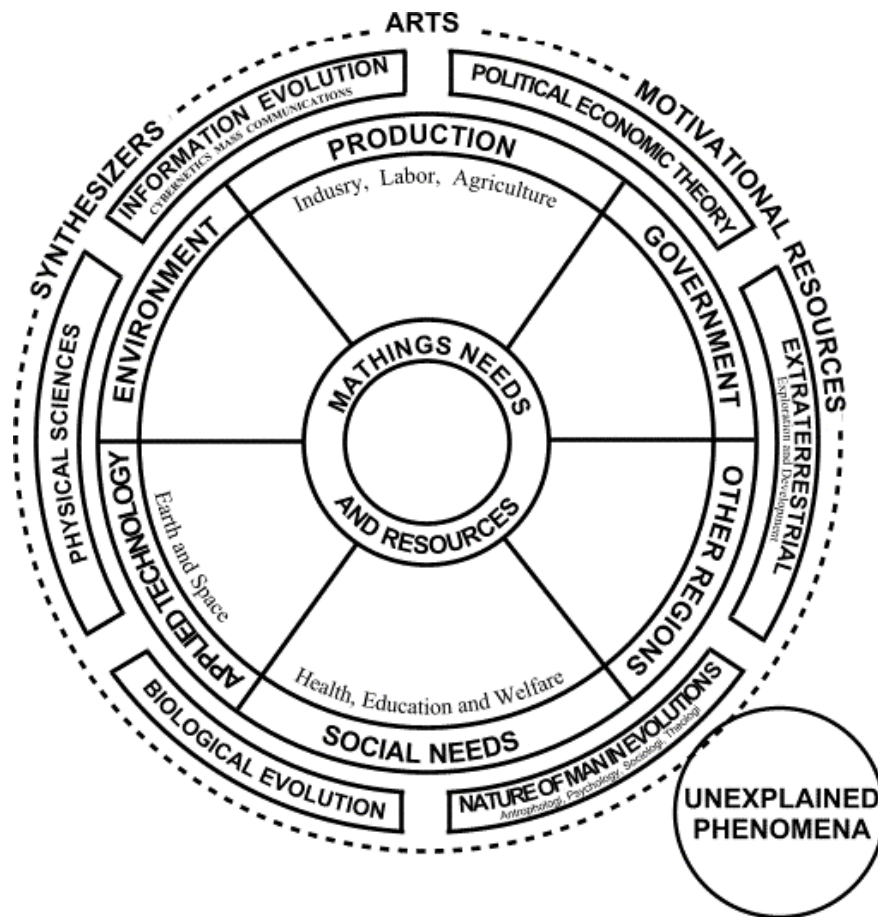 ARTS
SYNTHESIZERS
MOTIVATIONAL RESOURCES
INFORMATION EVOLUTION
CYBERNETICS MASS COMMUNICATIONS
POLITICAL ECONOMIC THEORY
PRODUCTION
Indusry, Labor, Agriculture
ENVIRONMENT
GOVERNMENT
PHYSICAL SCIENCES
EXTRATERRESTRIAL
Exploration and Development
MATHINGS NEEDS
AND RESOURCES
APPLIED TECHNOLOGY
Earth and Space
OTHER REGIONS
Health, Education and Welfare
SOCIAL NEEDS
BIOLOGICAL EVOLUTION
NATURE OF MAN IN EVOLUTIONS
Antrophologi, Psychology, Sociologi, Theologi
UNEXPLAINED
PHENOMENA